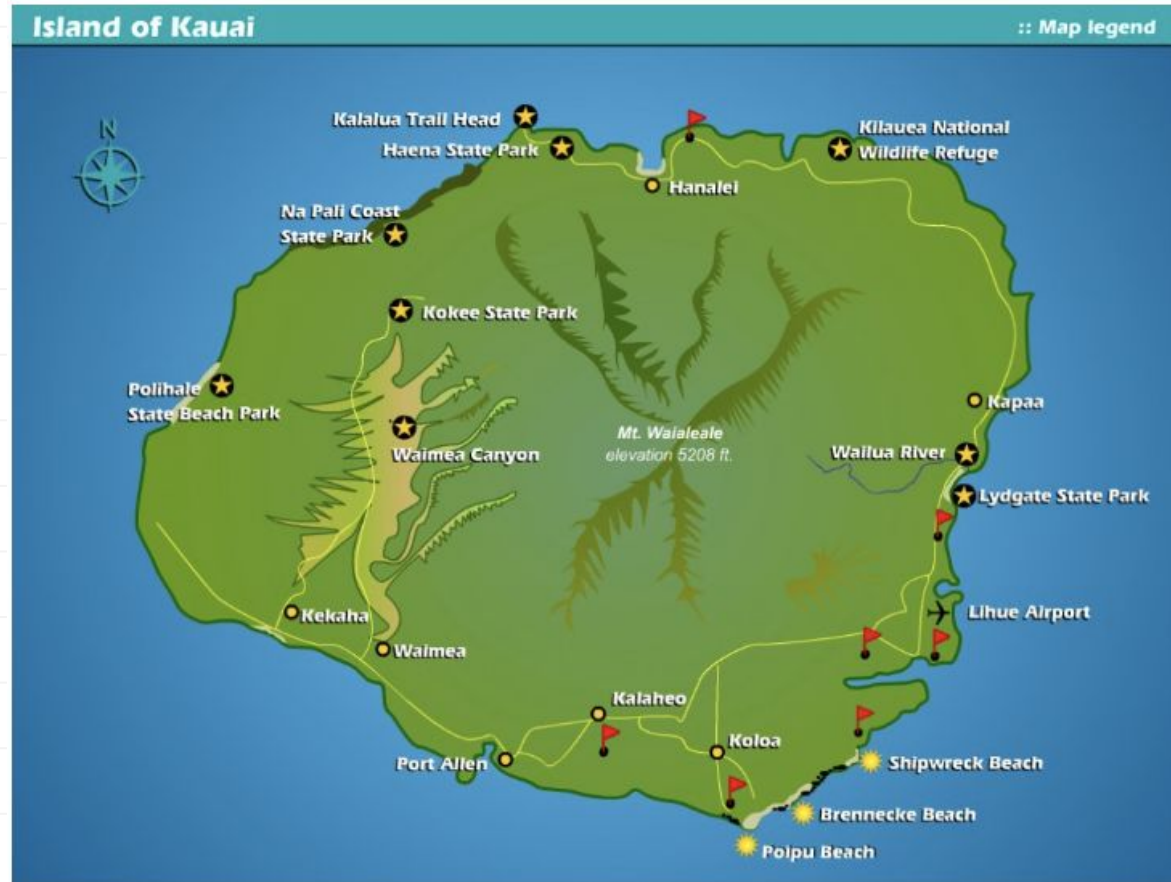 Island of Kauai
:: Map legend
N
Kalalua Trail Head
Haena State Park
Kilauea National
Wildlife Refuge
Hanalei
Na Pali Coast
State Park
Kokee State Park
Polihale
State Beach Park
Kapaa
Mt. Waialeale
elevation 5208 ft.
Waimea Canyon
Wailua River
Lydgate State Park
Kekaha
Lihue Airport
Waimea
Kalaheo
Koloa
Port Allen
Shipwreck Beach
Brennecke Beach
Poipu Beach